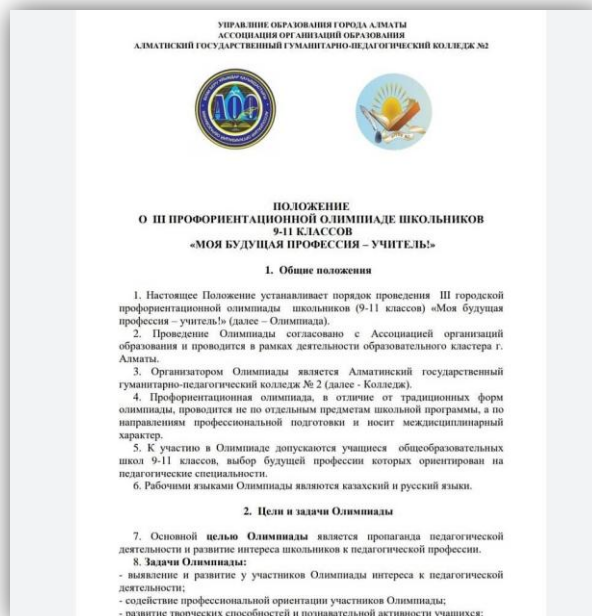 УПРАВЛНИЕ ОБРАЗОВАНИЯ ГОРОДА АЛМАТЫ
АССОЦИАЦИЯ ОРГАНИЗАЦИЙ ОБРАЗОВАНИЯ
АЛМАТИНСКИЙ ГОСУДАРСТВЕННЫЙ ГУМАНИТАРНО-ПЕДАГОГИЧЕСКИЙ КОЛЛЕДЖ №2
АОО
ПОЛОЖЕНИЕ
О III ПРОФОРИЕНТАЦИОННОЙ ОЛИМПИАДЕ ШКОЛЬНИКОВ
9-11 КЛАССОВ
«МОЯ БУДУЩАЯ ПРОФЕССИЯ – УЧИТЕЛЬ!»
1. Общие положения
1. Настоящее Положение устанавливает порядок проведения III городской
профориентационной олимпиады школьников (9-11 классов) «Моя будущая
профессия – учитель!» (далее – Олимпиада).
2. Проведение Олимпиады согласовано с Ассоциацией организаций
образования и проводится в рамках деятельности образовательного кластера г.
Алматы.
3. Организатором Олимпиады является Алматинский государственный
гуманитарно-педагогический колледж № 2 (далее - Колледж).
4. Профориентационная олимпиада, в отличие от традиционных форм
олимпиады, проводится не по отдельным предметам школьной программы, а по
направлениям профессиональной подготовки и носит междисциплинарный
характер.
5. К участию в Олимпиаде допускаются учащиеся общеобразовательных
школ 9-11 классов, выбор будущей профессии которых ориентирован на
педагогические специальности.
6. Рабочими языками Олимпиады являются казахский и русский языки.
2. Цели и задачи Олимпиады
7. Основной целью Олимпиады является пропаганда педагогической
деятельности и развитие интереса школьников к педагогической профессии.
8. Задачи Олимпиады:
- выявление и развитие у участников Олимпиады интереса к педагогической
деятельности;
- содействие профессиональной ориентации участников Олимпиады;
- развитие творческих способностей и познавательной активности учащихся;